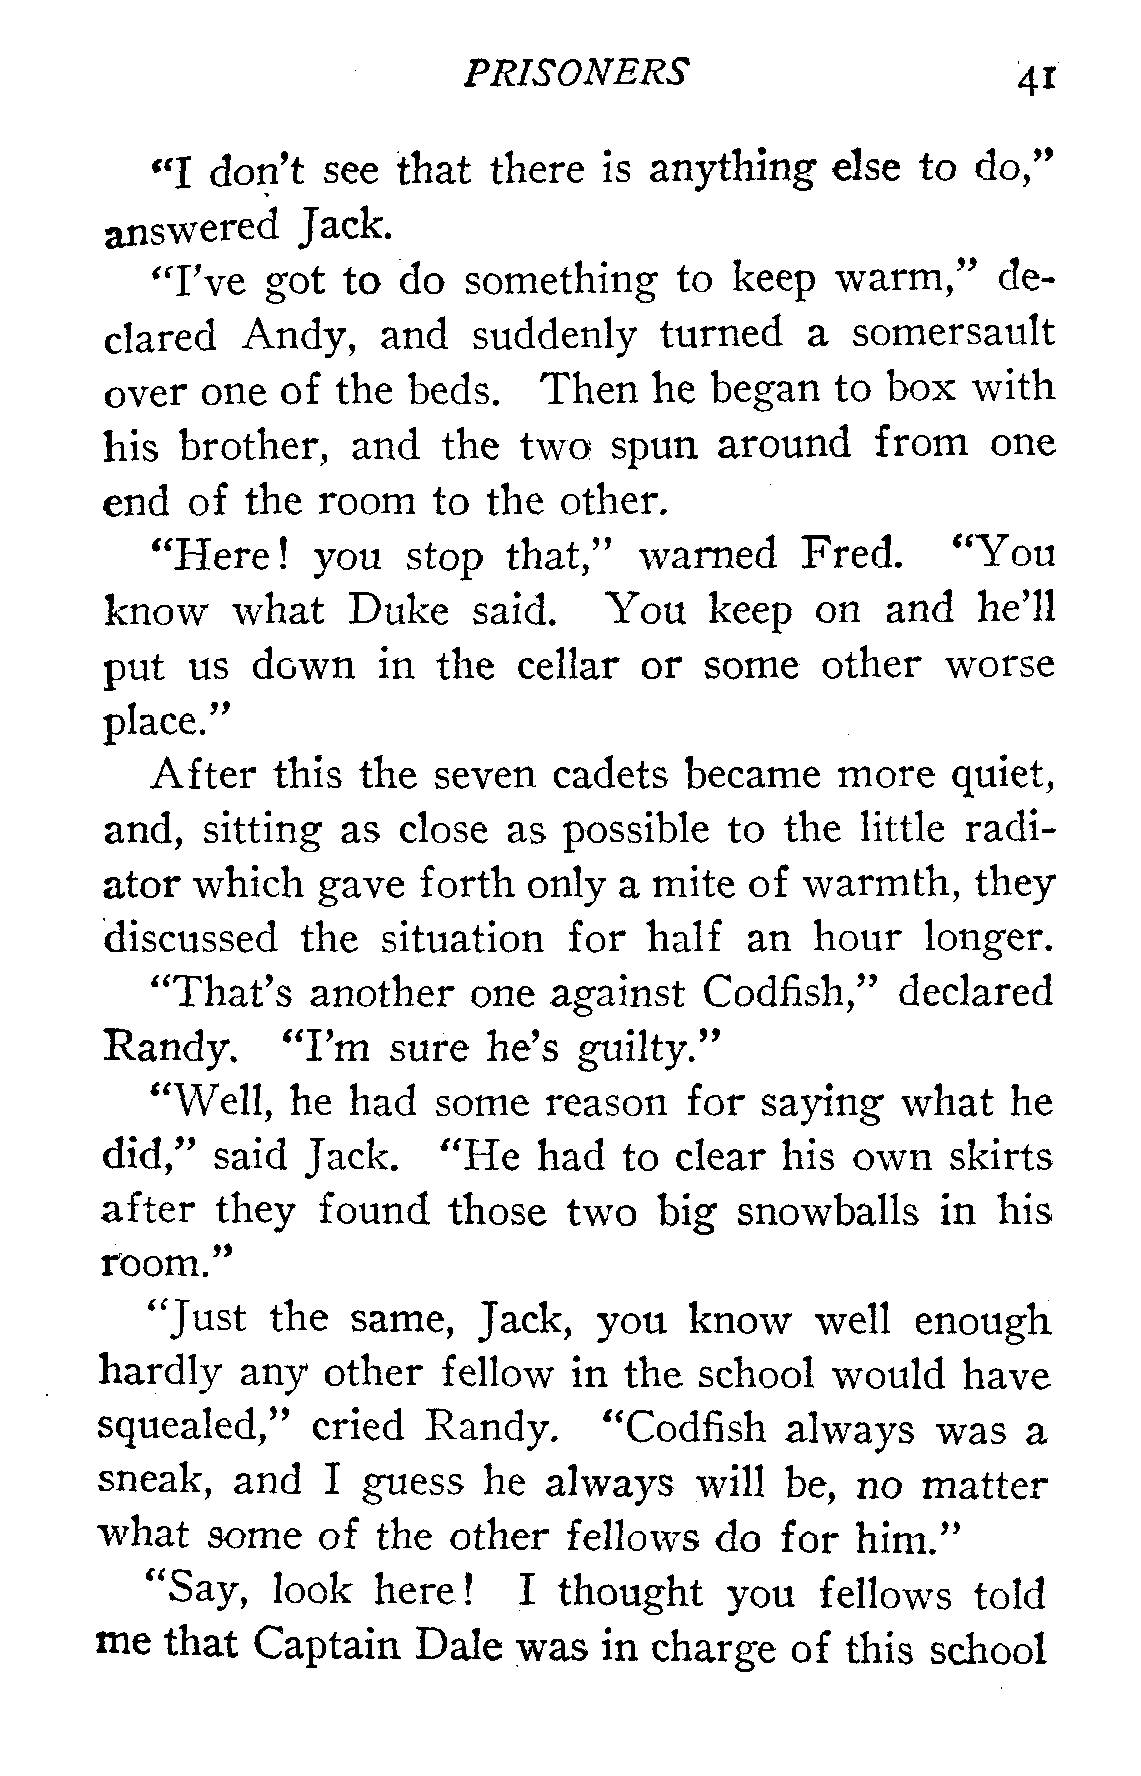 PRISONERS 41
“I don’t see that there is anything else to do,”
answered Jack.
“I’ve got to do something to keep warm,” de-
clared Andy, and suddenly turned a somersault
over one of the beds. Then he began to box with
his brother, and the two spun around from one
end of the room to the other.
“Here! you stop that,” warned Fred. “You
know what Duke said. You keep on and he’ll
put us down in the cellar or some other worse
place.”
After this the seven cadets became more quiet,
and, sitting as close as possible to the little radi-
ator which gave forth only a mite of warmth, they
discussed the situation for half an hour longer.
“That’s another one against Codfish,” declared
Randy. “I’m sure he’s guilty.”
“Well, he had some reason for saying what he
did,” said Jack. “He had to clear his own skirts
after they found those two big snowballs in his
room.”
“Just the same, Jack, you know well enough
hardly any other fellow in the school would have
squealed,” cried Randy. “Codfish always was a
sneak, and I guess he always will be, no matter
what some of the other fellows do for him.”
“Say, look here! I thought you fellows told
me that Captain Dale was in charge of this school